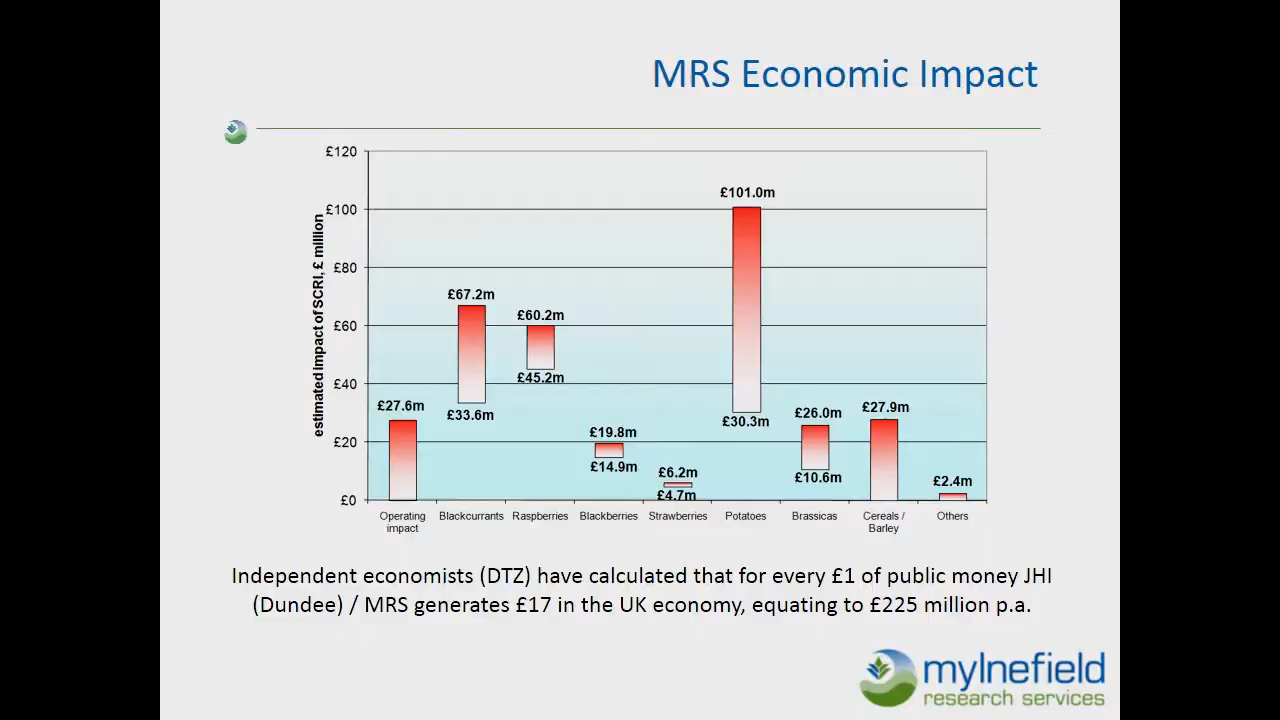 MRS Economic Impact
£120
£100
£80
£60
£40
£20
£0
estimated impact of SCRI, £ million
£27.6m
£67.2m
£33.6m
£60.2m
£45.2m
£19.8m
£14.9m
£6.2m
£4.7m
£101.0m
£30.3m
£26.0m
£10.6m
£27.9m
£2.4m
Operating
impact
Blackcurrants
Raspberries
Blackberries
Strawberries
Potatoes
Brassicas
Cereals /
Barley
Others
Independent economists (DTZ) have calculated that for every £1 of public money JHI
(Dundee) / MRS generates £17 in the UK economy, equating to £225 million p.a.
mylnefield
research services